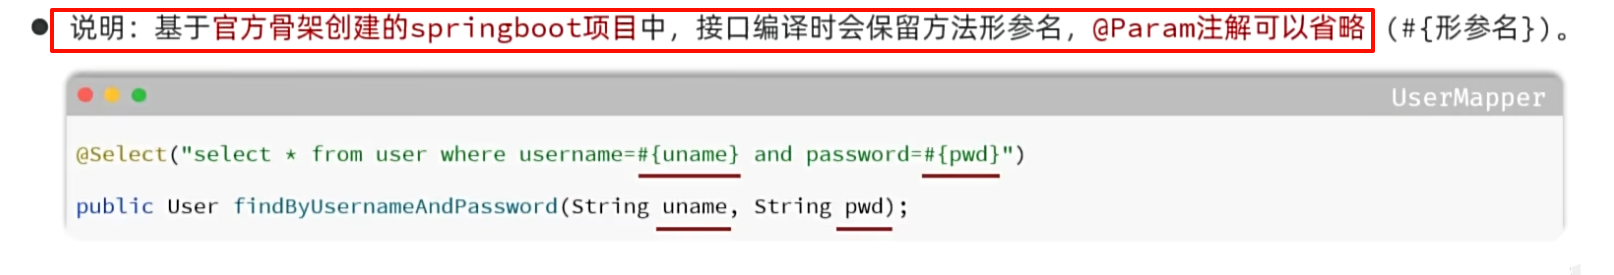 ● 说明：基于官方骨架创建的springboot项目中，接口编译时会保留方法形参名，@Param注解可以省略（#{形参名}）。
UserMapper
@Select("select * from user where username=#{uname} and password=#{pwd}")
public User findByUsernameAndPassword(String uname, String pwd);